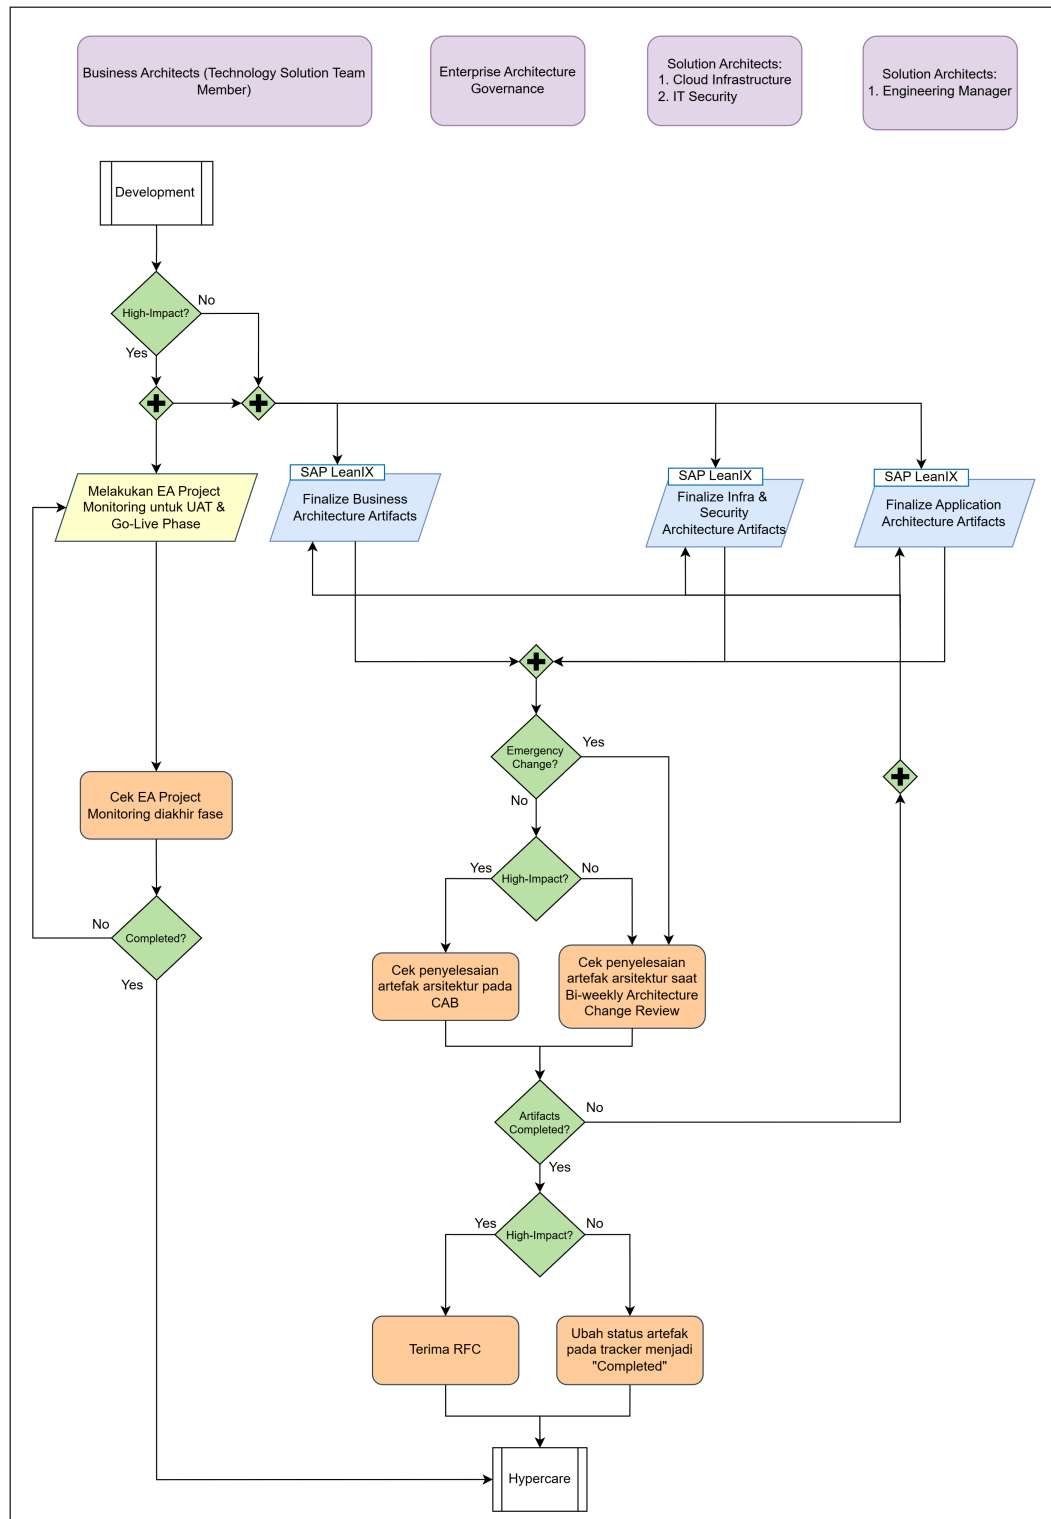 Business Architects (Technology Solution Team
Member)
Enterprise Architecture
Governance
Solution Architects:
1. Cloud Infrastructure
2. IT Security
Solution Architects:
1. Engineering Manager
Development
High-Impact?
No
Yes
SAP LeanIX
SAP LeanIX
SAP LeanIX
Melakukan EA Project
Monitoring untuk UAT &
Go-Live Phase
Finalize Business
Architecture Artifacts
Finalize Infra &
Security
Architecture Artifacts
Finalize Application
Architecture Artifacts
Emergency
Change?
Yes
No
Cek EA Project
Monitoring diakhir fase
High-Impact?
Yes
No
Completed?
No
Yes
Cek penyelesaian
artefak arsitektur pada
CAB
Cek penyelesaian
artefak arsitektur saat
Bi-weekly Architecture
Change Review
Artifacts
Completed?
No
Yes
High-Impact?
Yes
No
Terima RFC
Ubah status artefak
pada tracker menjadi
"Completed"
Hypercare